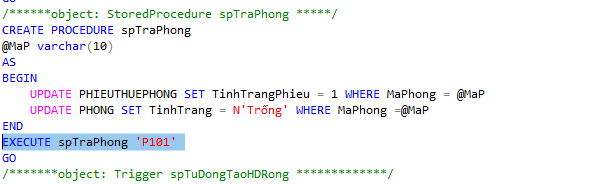 GO
/******object: StoredProcedure spTraPhong *****/
CREATE PROCEDURE spTraPhong
@MaP varchar(10)
AS
BEGIN
    UPDATE PHIEUTHUEPHONG SET TinhTrangPhieu = 1 WHERE MaPhong = @MaP
    UPDATE PHONG SET TinhTrang = N'Trống' WHERE MaPhong =@MaP
END
EXECUTE spTraPhong 'P101'
GO
/*******object: Trigger spTuDongTaoHDRong *************/